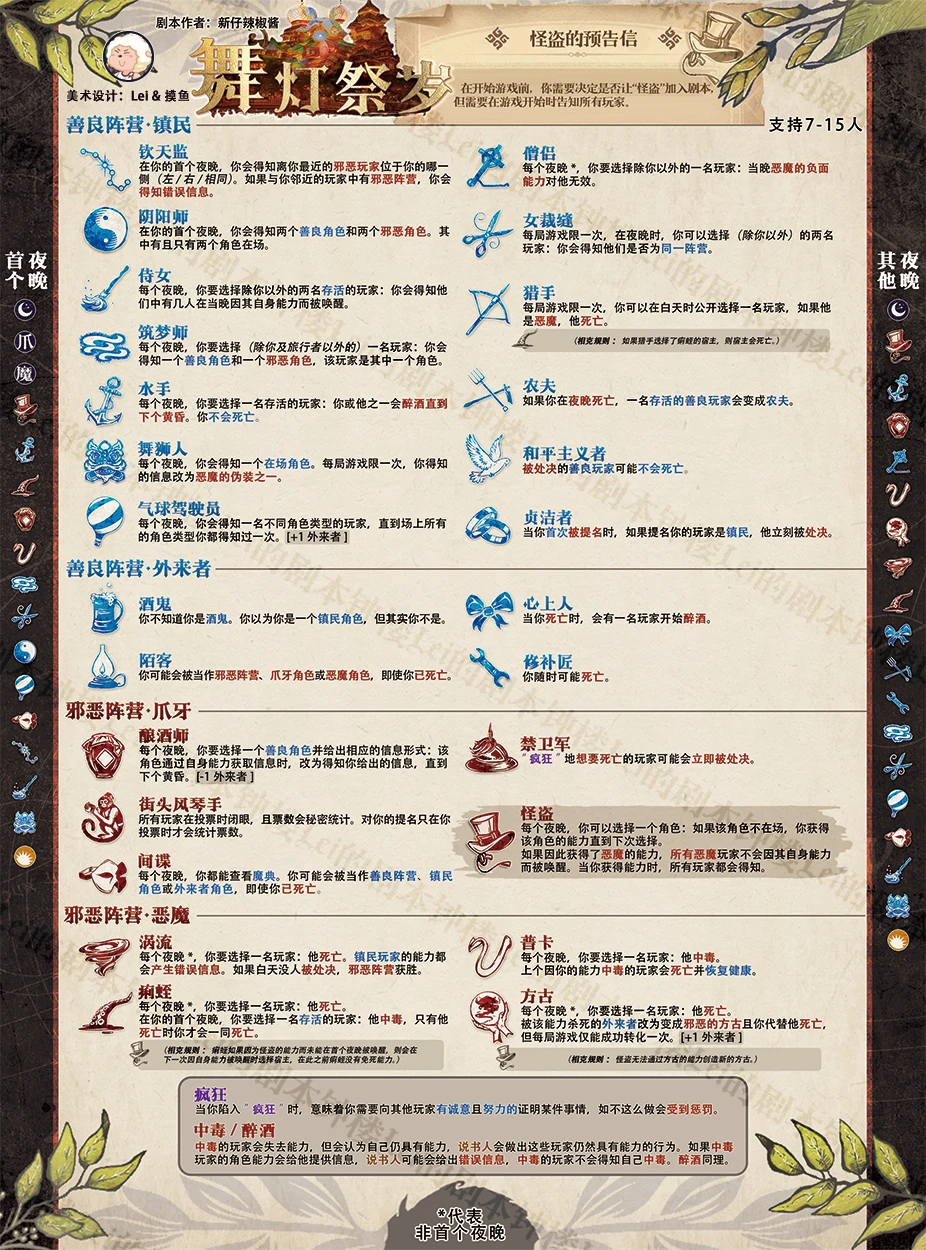 剧本作者：新仔辣椒酱
美术设计：Lei & 摸鱼
舞灯祭岁
怪盗的预告信
在开始游戏前，你需要决定是否让“怪盗”加入剧本，
但需要在游戏开始时告知所有玩家。
支持7-15人
善良阵营·镇民
钦天监
在你的首个夜晚，你会得知离你最近的邪恶玩家位于你的哪一
侧（左/右/相同）。如果与你邻近的玩家中有邪恶阵营，你会
得知错误信息。
阴阳师
在你的首个夜晚，你会得知两个善良角色和两个邪恶角色。其
中有且只有两个角色在场。
侍女
每个夜晚，你要选择除你以外的两名存活的玩家：你会得知他
们中有几人在当晚因其自身能力而被唤醒。
筑梦师
每个夜晚，你要选择（除你及旅行者以外的）一名玩家：你会
得知一个善良角色和一个邪恶角色，该玩家是其中一个角色。
水手
每个夜晚，你要选择一名存活的玩家：你或他之一会醉酒直到
下个黄昏。你不会死亡。
舞狮人
每个夜晚，你会得知一个在场角色。每局游戏限一次，你得知
的信息改为恶魔的伪装之一。
气球驾驶员
每个夜晚，你会得知一名不同角色类型的玩家，直到场上所有
的角色类型你都得知过一次。[+1 外来者]
僧侣
每个夜晚*，你要选择除你以外的一名玩家：当晚恶魔的负面
能力对他无效。
女裁缝
每局游戏限一次，在夜晚时，你可以选择（除你以外）的两名
玩家：你会得知他们是否为同一阵营。
猎手
每局游戏限一次，你可以在白天时公开选择一名玩家，如果他
是恶魔，他死亡。
（相克规则：如果猎手选择了痢蛭的宿主，则宿主会死亡。）
农夫
如果你在夜晚死亡，一名存活的善良玩家会变成农夫。
和平主义者
被处决的善良玩家可能不会死亡。
贞洁者
当你首次被提名时，如果提名你的玩家是镇民，他立刻被处决。
善良阵营·外来者
酒鬼
你不知道你是酒鬼。你以为你是一个镇民角色，但其实你不是。
陌客
你可能会被当作邪恶阵营、爪牙角色或恶魔角色，即使你已死亡。
心上人
当你死亡时，会有一名玩家开始醉酒。
修补匠
你随时可能死亡。
邪恶阵营·爪牙
酿酒师
每个夜晚，你要选择一个善良角色并给出相应的信息形式：该
角色通过自身能力获取信息时，改为得知你给出的信息，直到
下个黄昏。[-1 外来者]
街头风琴手
所有玩家在投票时闭眼，且票数会秘密统计。对你的提名只在你
投票时才会统计票数。
间谍
每个夜晚，你都能查看魔典。你可能会被当作善良阵营、镇民
角色或外来者角色，即使你已死亡。
禁卫军
“疯狂”地想要死亡的玩家可能会立即被处决。
怪盗
每个夜晚，你可以选择一个角色：如果该角色不在场，你获得
该角色的能力直到下次选择。
如果因此获得了恶魔的能力，所有恶魔玩家不会因其自身能力
而被唤醒。当你获得能力时，所有玩家都会得知。
邪恶阵营·恶魔
涡流
每个夜晚*，你要选择一名玩家：他死亡。镇民玩家的能力都
会产生错误信息。如果白天没人被处决，邪恶阵营获胜。
痢蛭
每个夜晚*，你要选择一名玩家：他死亡。
在你的首个夜晚，你要选择一名存活的玩家：他中毒，只有他
死亡时你才会一同死亡。
（相克规则：痢蛭如果因为怪盗的能力而未能在首个夜晚被唤醒，则会在
下一次因自身能力被唤醒时选择宿主，在此之前痢蛭没有免死能力。）
普卡
每个夜晚，你要选择一名玩家：他中毒。
上个因你的能力中毒的玩家会死亡并恢复健康。
方古
每个夜晚*，你要选择一名玩家：他死亡。
被该能力杀死的外来者改为变成邪恶的方古且你代替他死亡，
但每局游戏仅能成功转化一次。[+1 外来者]
（相克规则：怪盗无法通过方古的能力创造新的方古。）
疯狂
当你陷入“疯狂”时，意味着你需要向其他玩家有诚意且努力的证明某件事情，如不这么做会受到惩罚。
中毒 / 醉酒
中毒的玩家会失去能力，但会认为自己仍具有能力，说书人会做出这些玩家仍然具有能力的行为。如果中毒
玩家的角色能力会给他提供信息，说书人可能会给出错误信息，中毒的玩家不会得知自己中毒。醉酒同理。
*代表
非首个夜晚
首个夜晚
爪
魔
其他夜晚